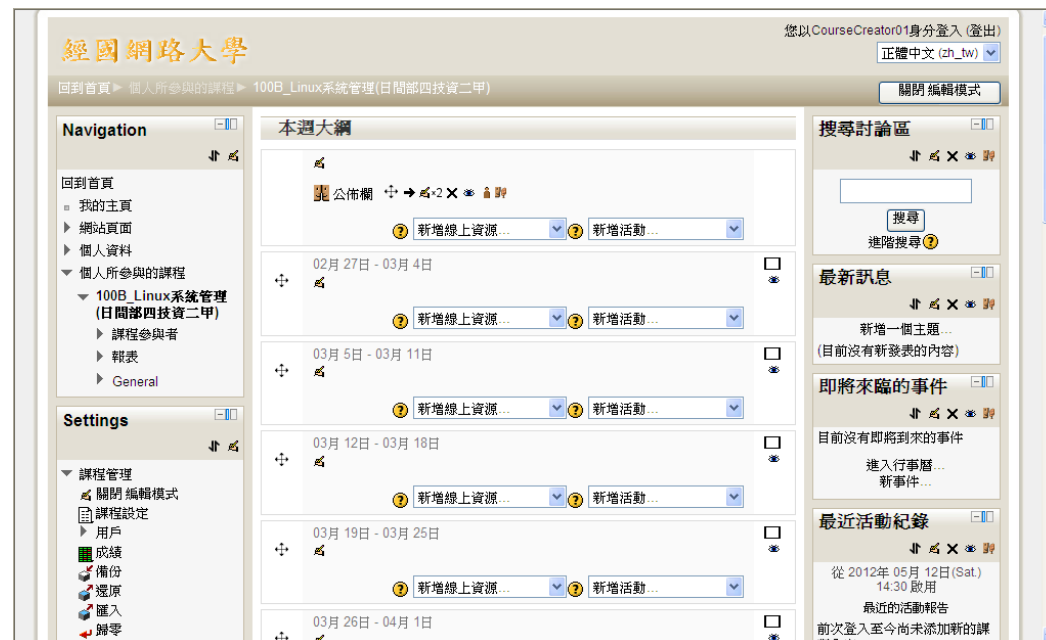 您以CourseCreator01身分登入 (登出)
經國網路大學
正體中文 (zh_tw)
回到首頁 ▶ 個人所參與的課程 ▶ 100B_Linux系統管理(日間部四技資二甲)
關閉 編輯模式
Navigation
回到首頁
我的主頁
網站頁面
個人資料
個人所參與的課程
100B_Linux系統管理
(日間部四技資二甲)
課程參與者
報表
General
Settings
課程管理
關閉 編輯模式
課程設定
用戶
成績
備份
還原
匯入
歸零
本週大綱
公佈欄 ×2
新增線上資源... 新增活動...
02月 27日 - 03月 4日
新增線上資源... 新增活動...
03月 5日 - 03月 11日
新增線上資源... 新增活動...
03月 12日 - 03月 18日
新增線上資源... 新增活動...
03月 19日 - 03月 25日
新增線上資源... 新增活動...
03月 26日 - 04月 1日
搜尋討論區
搜尋
進階搜尋
最新訊息
新增一個主題...
(目前沒有新發表的內容)
即將來臨的事件
目前沒有即將到來的事件
進入行事曆...
新事件...
最近活動紀錄
從 2012年 05月 12日(Sat.)
14:30 啟用
最近的活動報告
前次登入至今尚未添加新的課